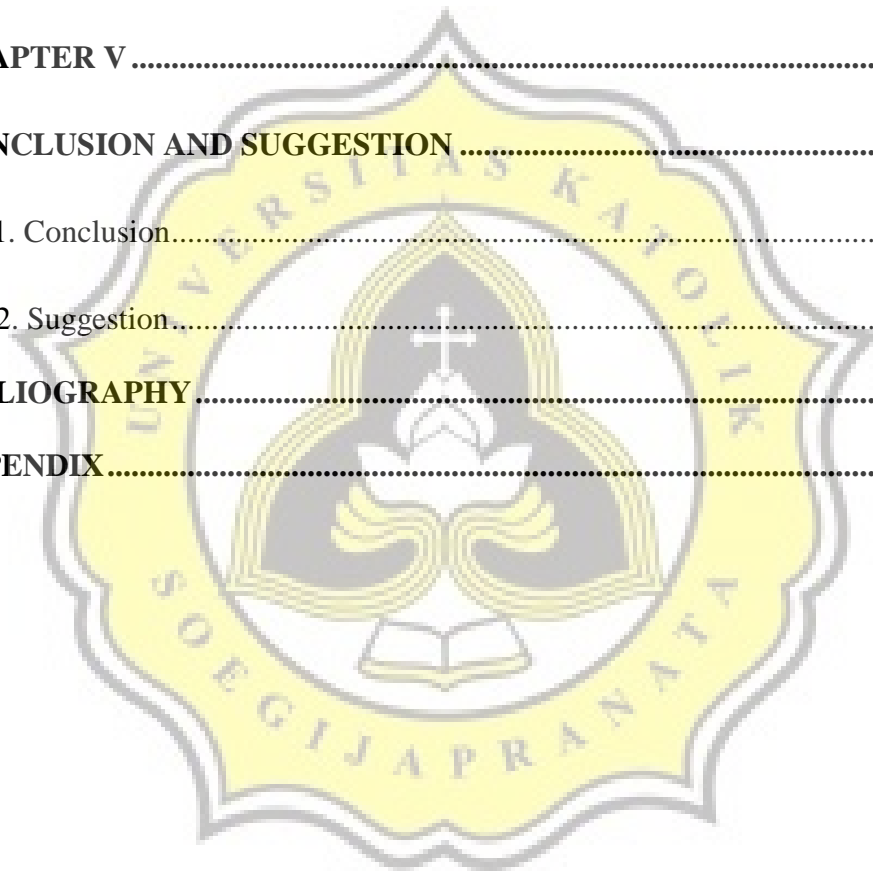 APTER V ........................................................................................
NCLUSION AND SUGGESTION .................................................
1. Conclusion........................................................................................
2. Suggestion........................................................................................
LIOGRAPHY ........................................................................................
PENDIX ........................................................................................
UNIVERSITAS KATOLIK
SOEGIJAPRANATA